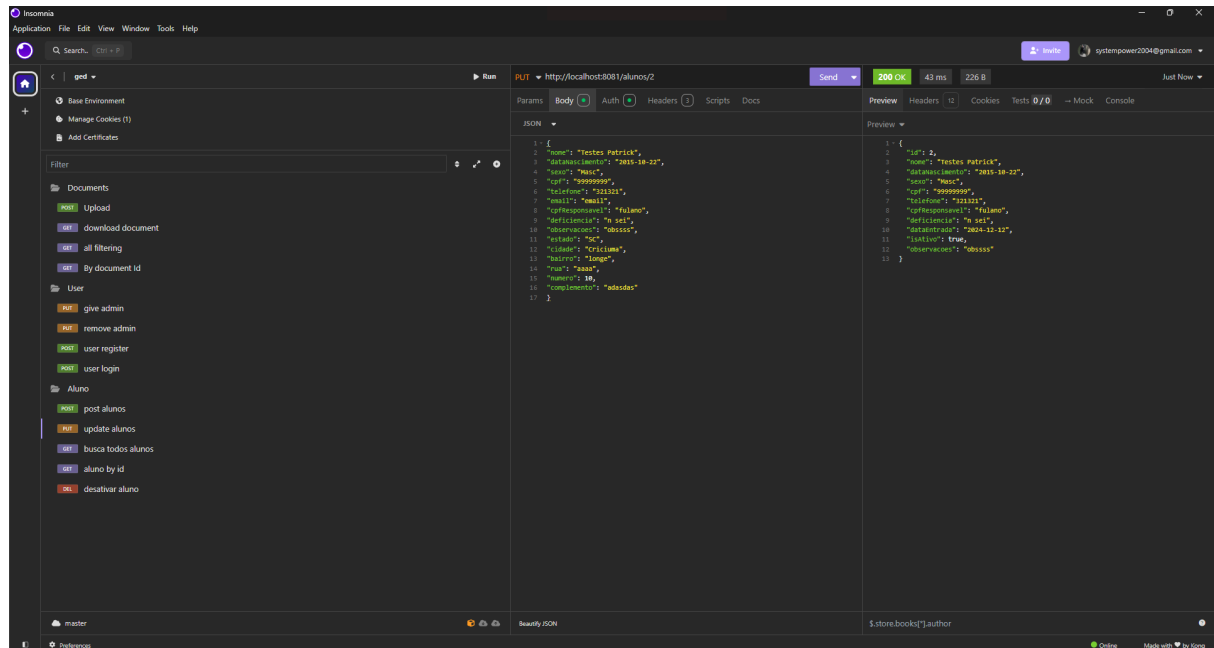 Insomnia
Application File Edit View Window Tools Help
Search.. Ctrl + P
Invite
systempower2004@gmail.com
ged
Run
Base Environment
Manage Cookies (1)
Add Certificates
Filter
Documents
POST Upload
GET download document
GET all filtering
GET By document Id
User
PUT give admin
PUT remove admin
POST user register
POST user login
Aluno
POST post alunos
PUT update alunos
GET busca todos alunos
GET aluno by id
DEL desativar aluno
master
Preferences
PUT http://localhost:8081/alunos/2
Send
Params Body Auth Headers 3 Scripts Docs
JSON
1 {
2 "nome": "Testes Patrick",
3 "dataNascimento": "2015-10-22",
4 "sexo": "Masc",
5 "cpf": "99999999",
6 "telefone": "321321",
7 "email": "email",
8 "cpfResponsavel": "fulano",
9 "deficiencia": "n sei",
10 "observacoes": "obssss",
11 "estado": "SC",
12 "cidade": "Criciuma",
13 "bairro": "longe",
14 "rua": "aaaa",
15 "numero": 10,
16 "complemento": "adasdas"
17 }
Beautify JSON
200 OK 43 ms 226 B Just Now
Preview Headers 12 Cookies Tests 0 / 0 → Mock Console
Preview
1 {
2 "id": 2,
3 "nome": "Testes Patrick",
4 "dataNascimento": "2015-10-22",
5 "sexo": "Masc",
6 "cpf": "99999999",
7 "telefone": "321321",
8 "cpfResponsavel": "fulano",
9 "deficiencia": "n sei",
10 "dataEntrada": "2024-12-12",
11 "isAtivo": true,
12 "observacoes": "obssss"
13 }
$.store.books[*].author
Online Made with ♥ by Kong